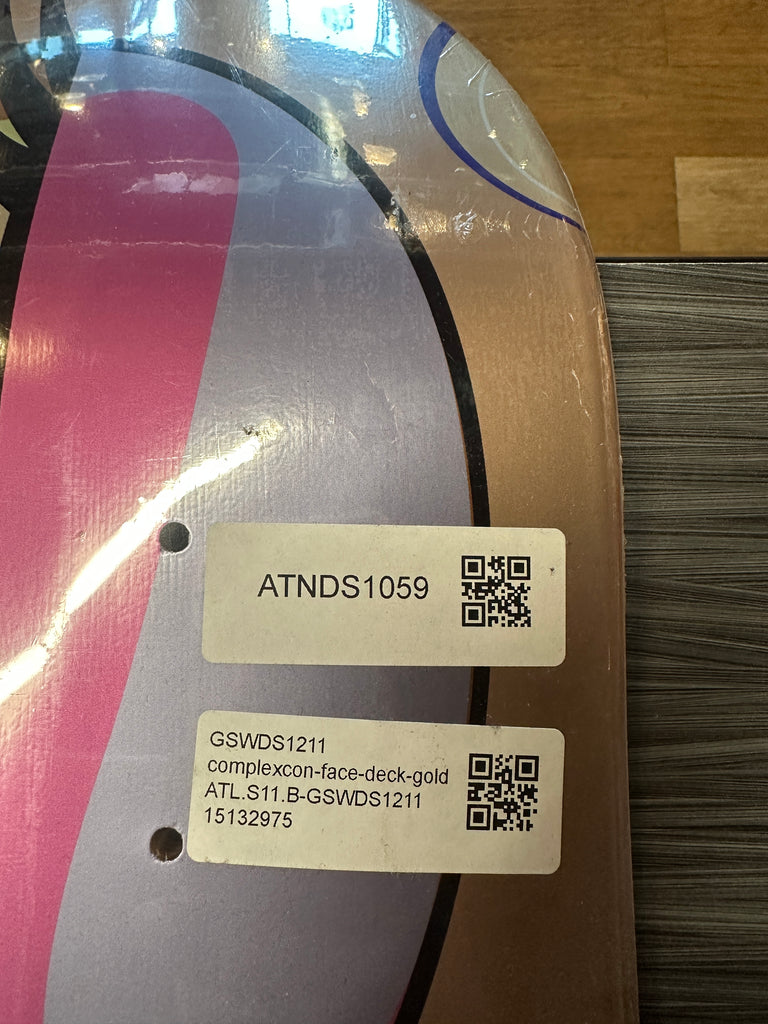 ATNDS1059
GSWDS1211
complexcon-face-deck-gold
ATL.S11.B-GSWDS1211
15132975